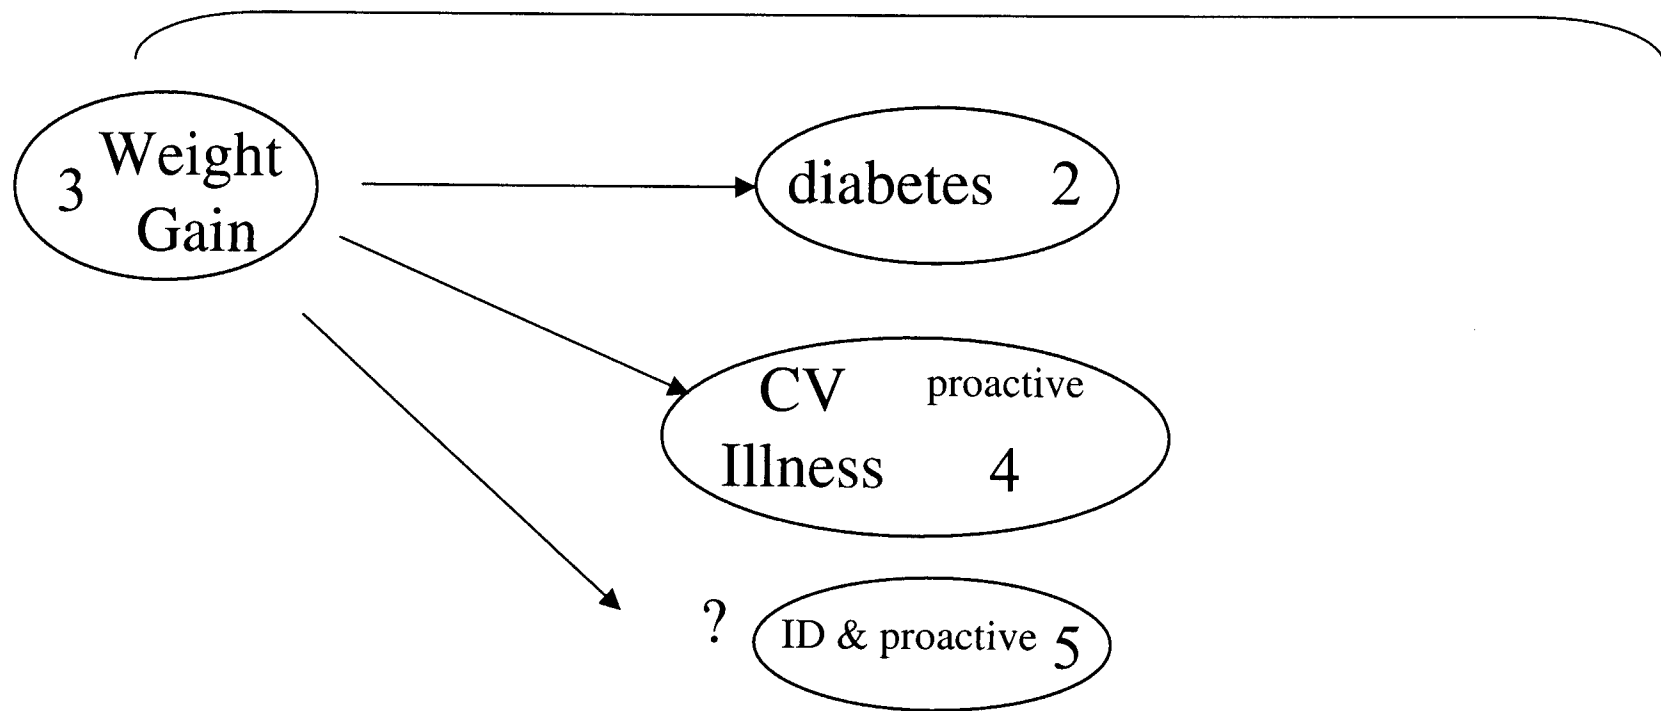 3 Weight
Gain
diabetes 2
CV proactive
Illness 4
? ID & proactive 5